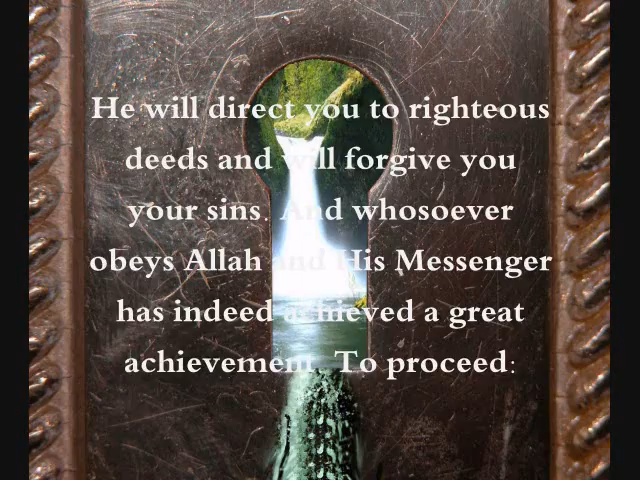 He will direct you to righteous
deeds and will forgive you
your sins. And whosoever
obeys Allah and His Messenger
has indeed achieved a great
achievement. To proceed: